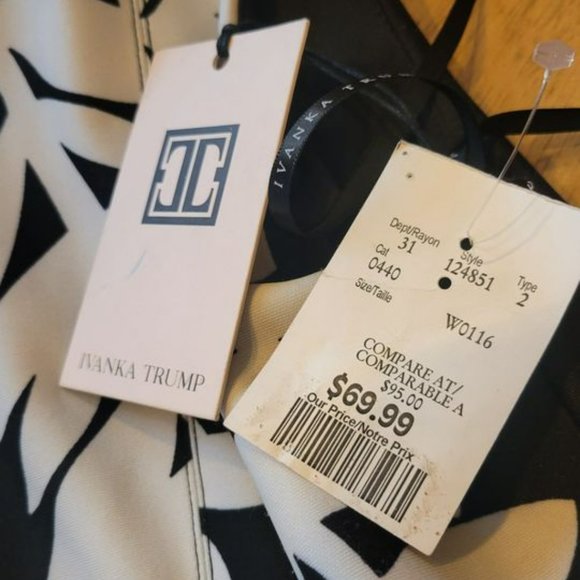 IVANKA TRUMP
IVANKA
Dept/Rayon Style Type
31 124851 2
Cat
0440
Size/Taille W0116
COMPARE AT/
COMPARABLE A
$95.00
$69.99
Our Price/Notre Prix